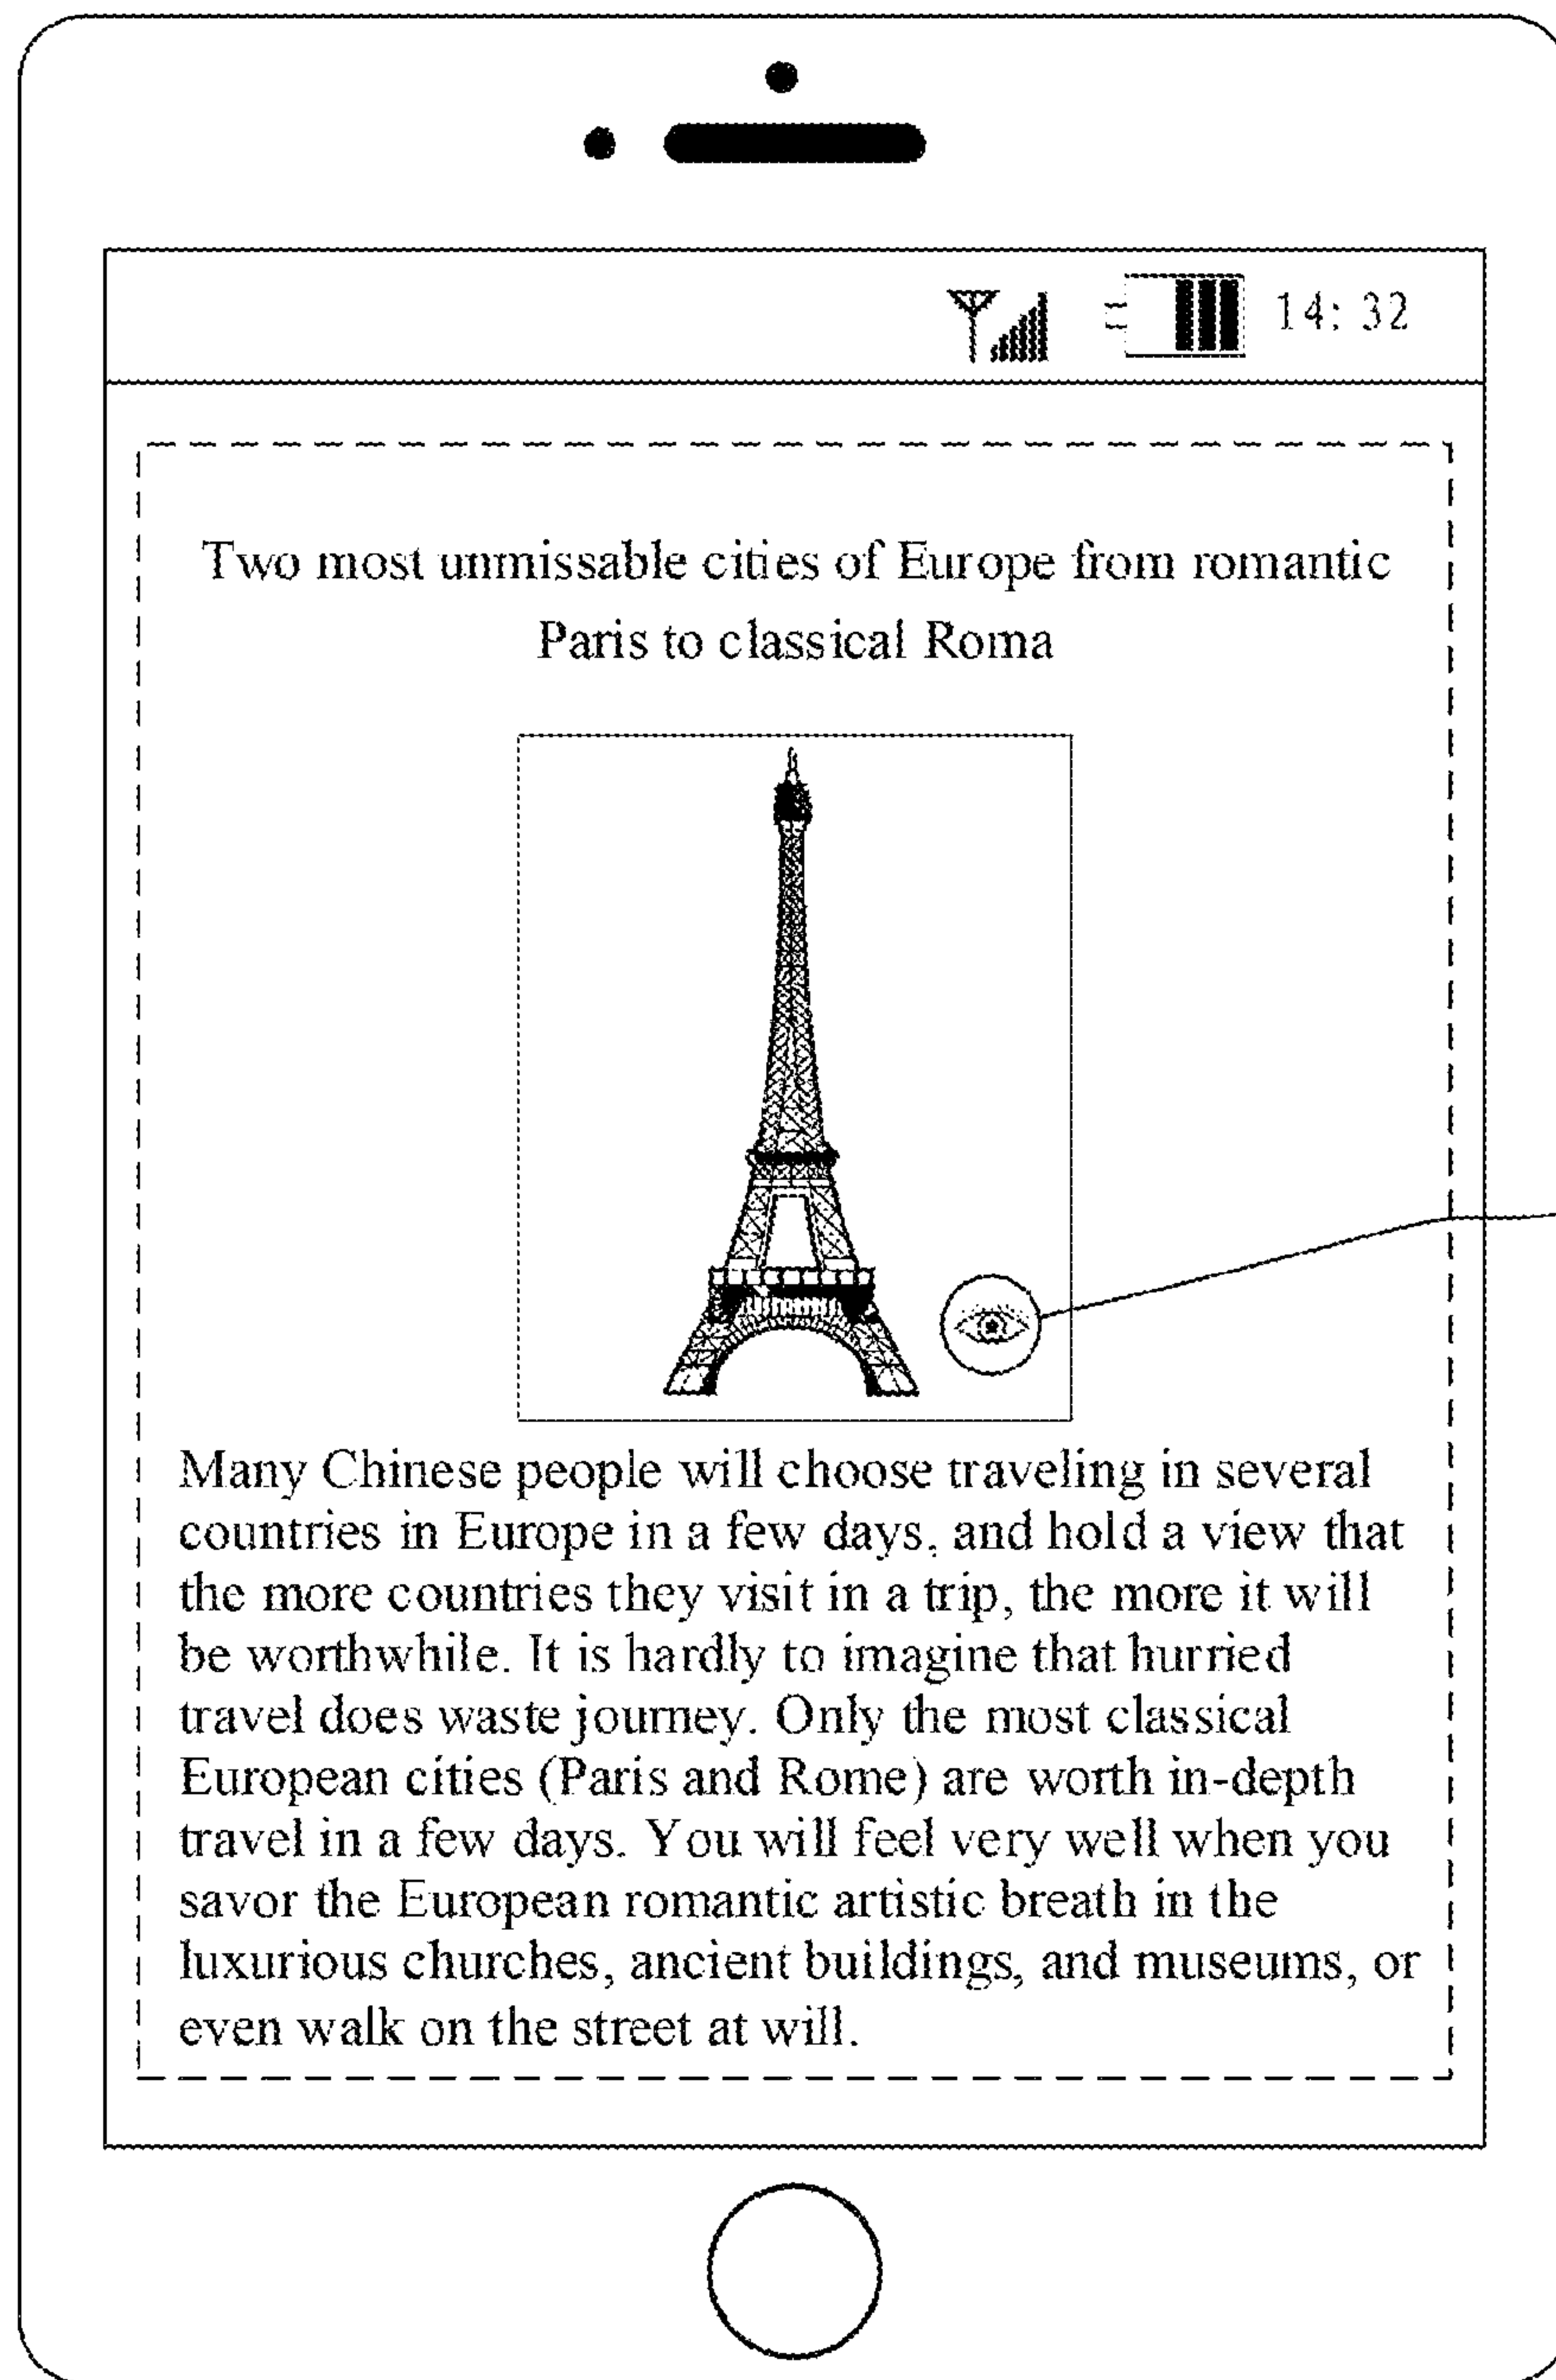 14:32
Two most unmissable cities of Europe from romantic
Paris to classical Roma
Many Chinese people will choose traveling in several
countries in Europe in a few days, and hold a view that
the more countries they visit in a trip, the more it will
be worthwhile. It is hardly to imagine that hurried
travel does waste journey. Only the most classical
European cities (Paris and Rome) are worth in-depth
travel in a few days. You will feel very well when you
savor the European romantic artistic breath in the
luxurious churches, ancient buildings, and museums, or
even walk on the street at will.